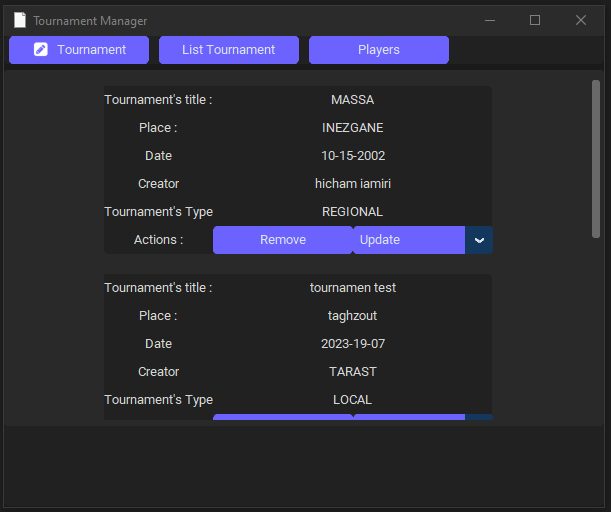 Tournament Manager
Tournament List Tournament Players
Tournament's title : MASSA
Place : INEZGANE
Date 10-15-2002
Creator hicham iamiri
Tournament's Type REGIONAL
Actions : Remove Update
Tournament's title : tournamen test
Place : taghzout
Date 2023-19-07
Creator TARAST
Tournament's Type LOCAL